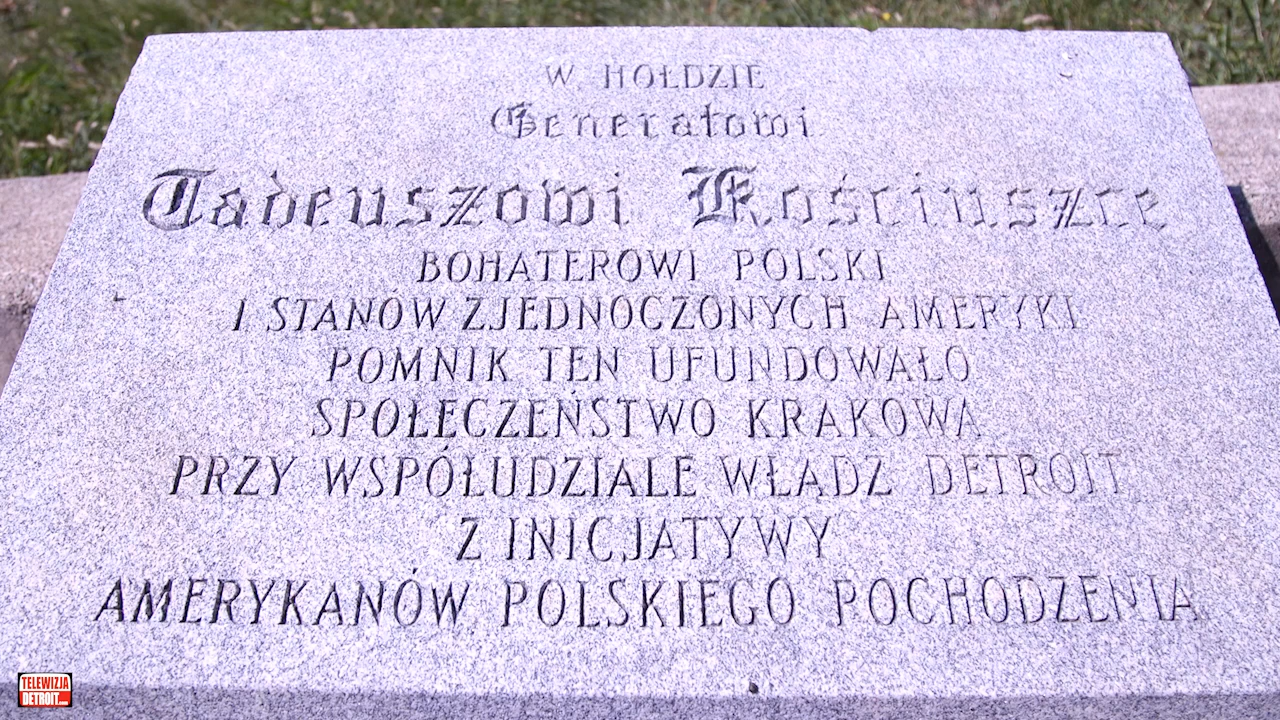 W HOŁDZIE
Generałowi
Tadeuszowi Kościuszce
BOHATEROWI POLSKI
I STANÓW ZJEDNOCZONYCH AMERYKI
POMNIK TEN UFUNDOWAŁO
SPOŁECZEŃSTWO KRAKOWA
PRZY WSPÓŁUDZIALE WŁADZ DETROIT
Z INICJATYWY
AMERYKANÓW POLSKIEGO POCHODZENIA
TELEWIZJA
DETROIT